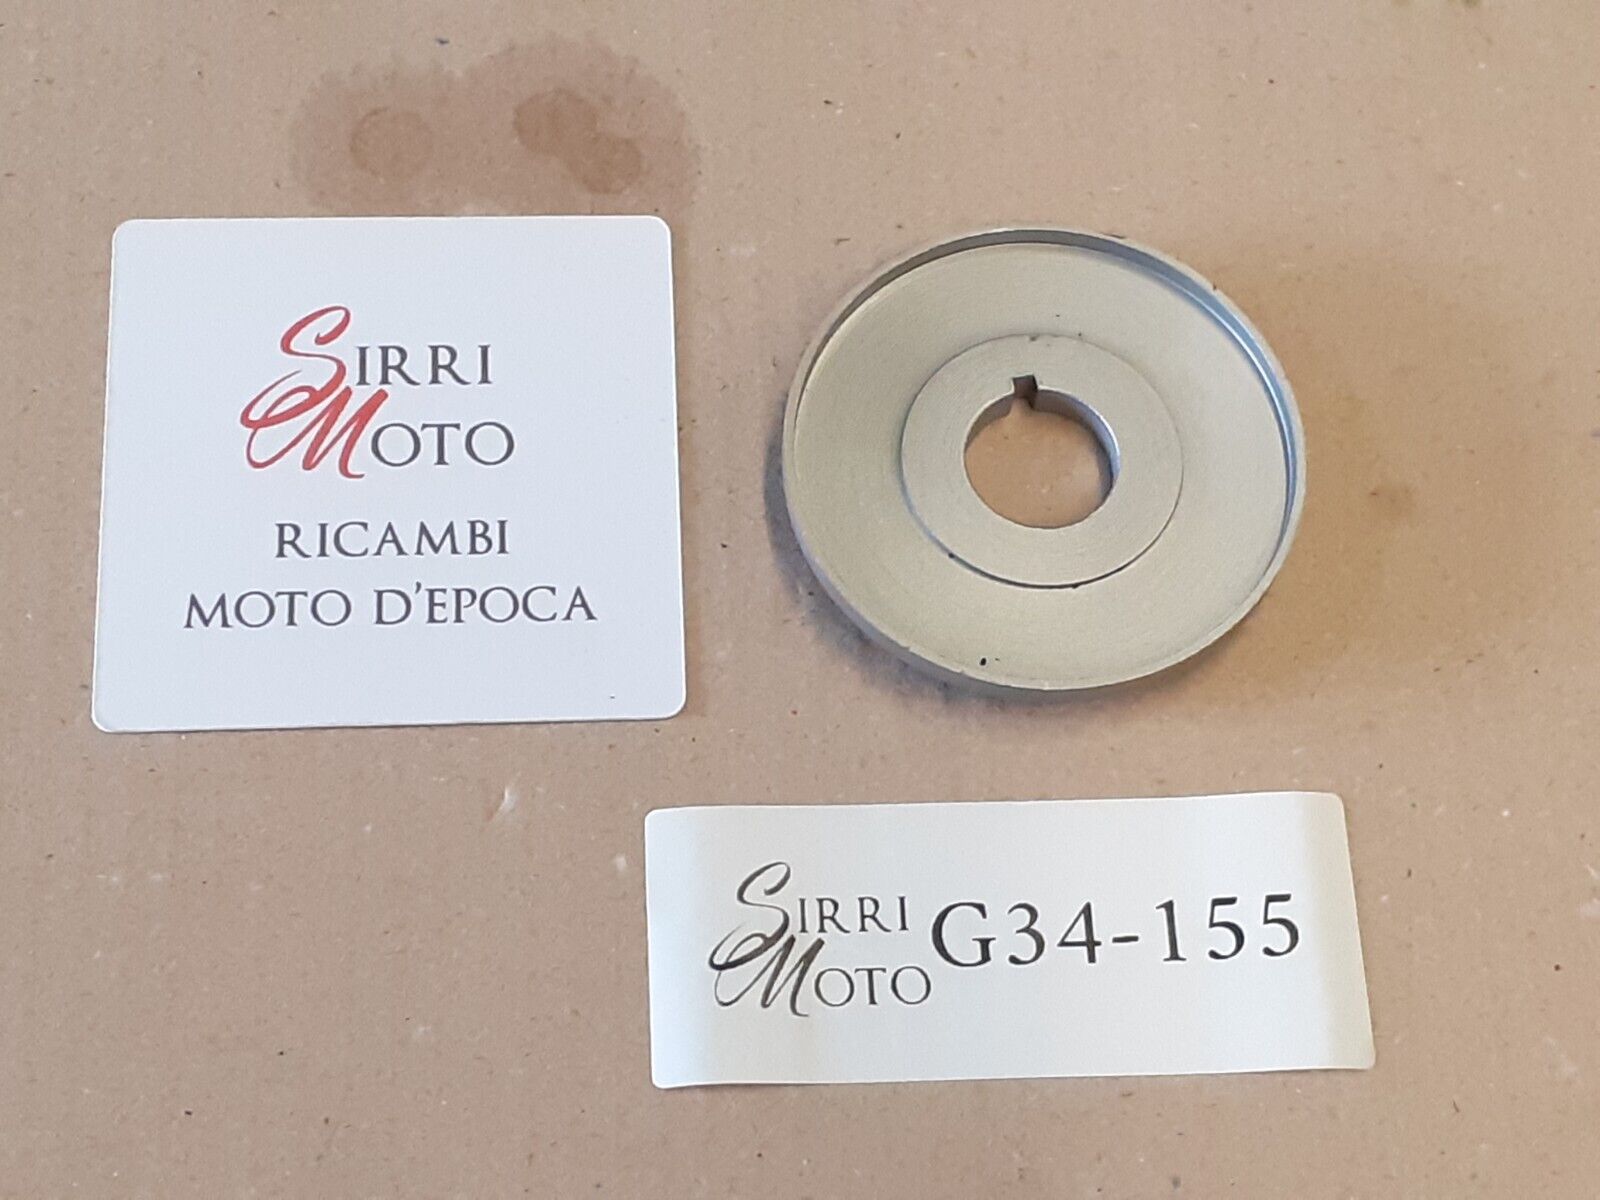 SIRRI
MOTO
RICAMBI
MOTO D'EPOCA
SIRRI
MOTO
G34-155